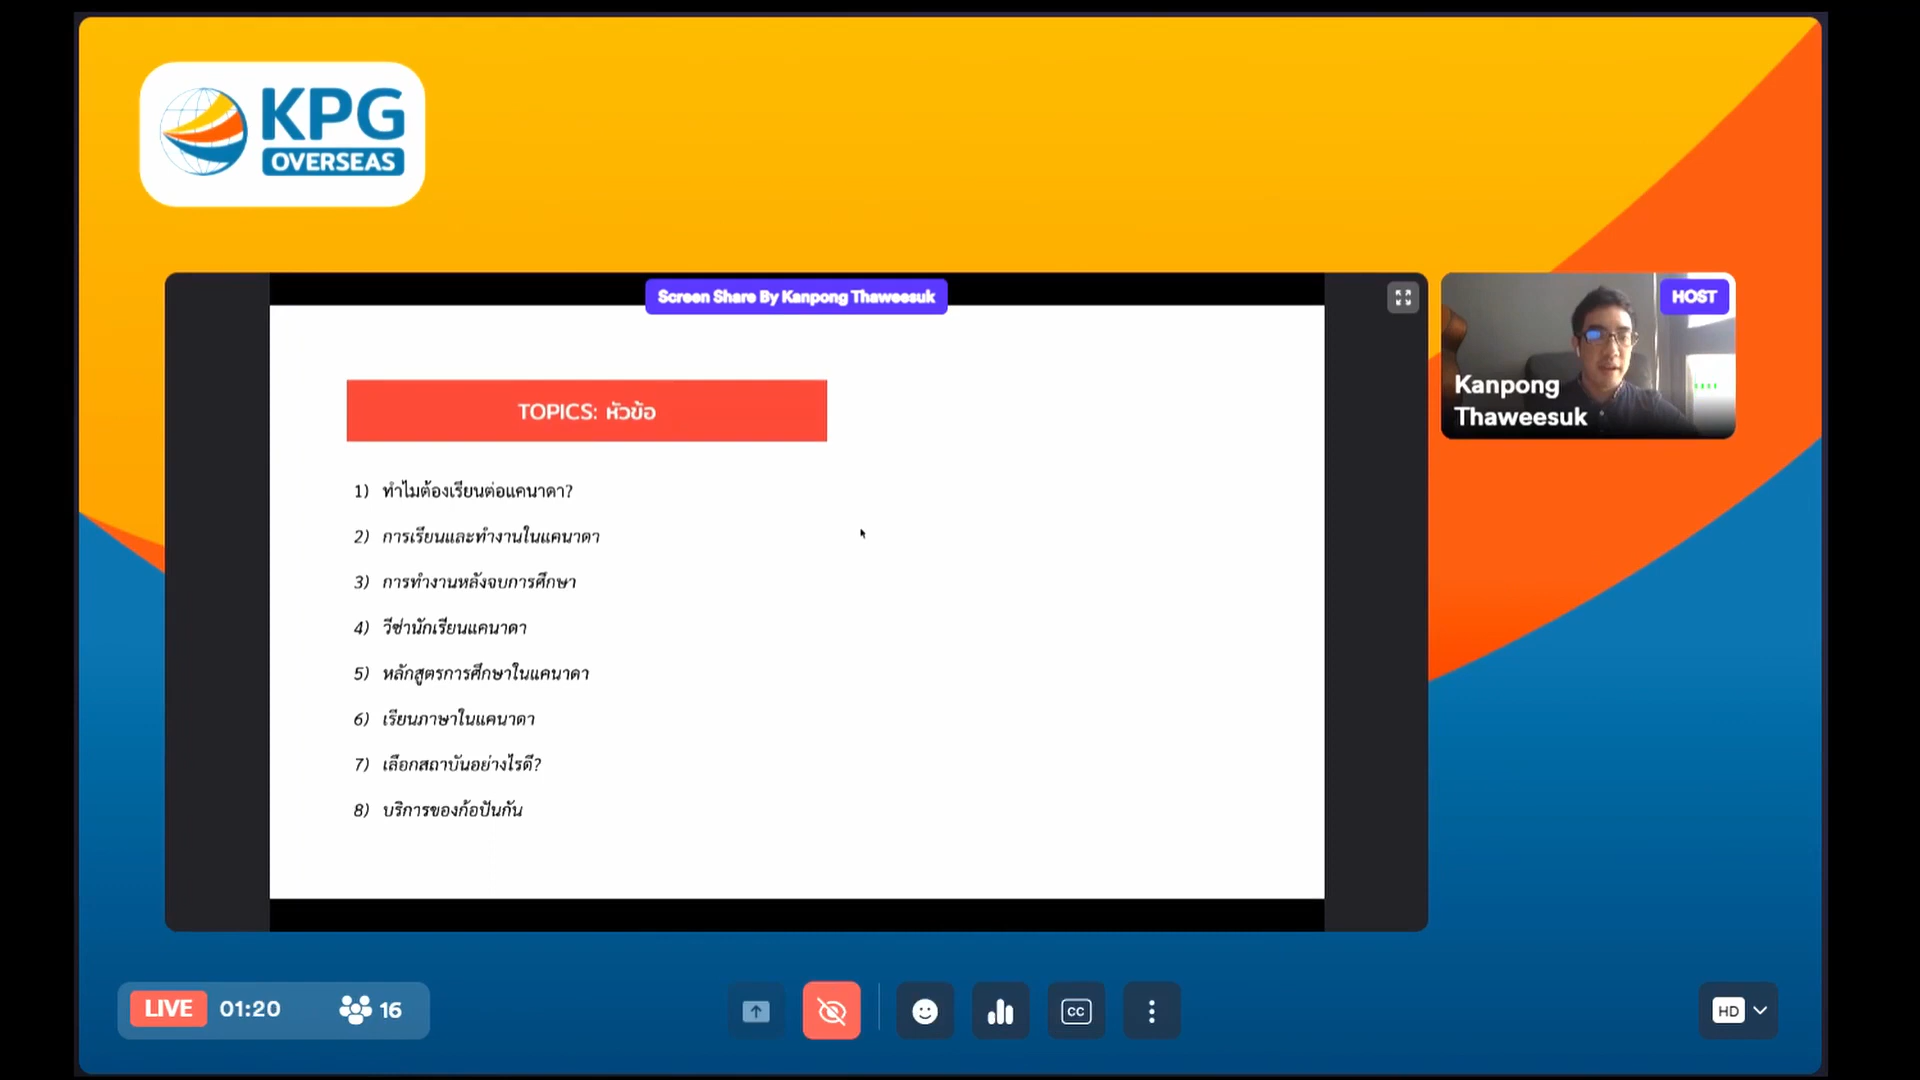 KPG
OVERSEAS
Screen Share By Kanpong Thaweesuk
HOST
Kanpong
Thaweesuk
TOPICS: หัวข้อ
1) ทำไมต้องเรียนต่อแคนาดา?
2) การเรียนและทำงานในแคนาดา
3) การทำงานหลังจบการศึกษา
4) วีซ่านักเรียนแคนาดา
5) หลักสูตรการศึกษาในแคนาดา
6) เรียนภาษาในแคนาดา
7) เลือกสถาบันอย่างไรดี?
8) บริการของก้อปันกัน
LIVE 01:20 16
CC
HD